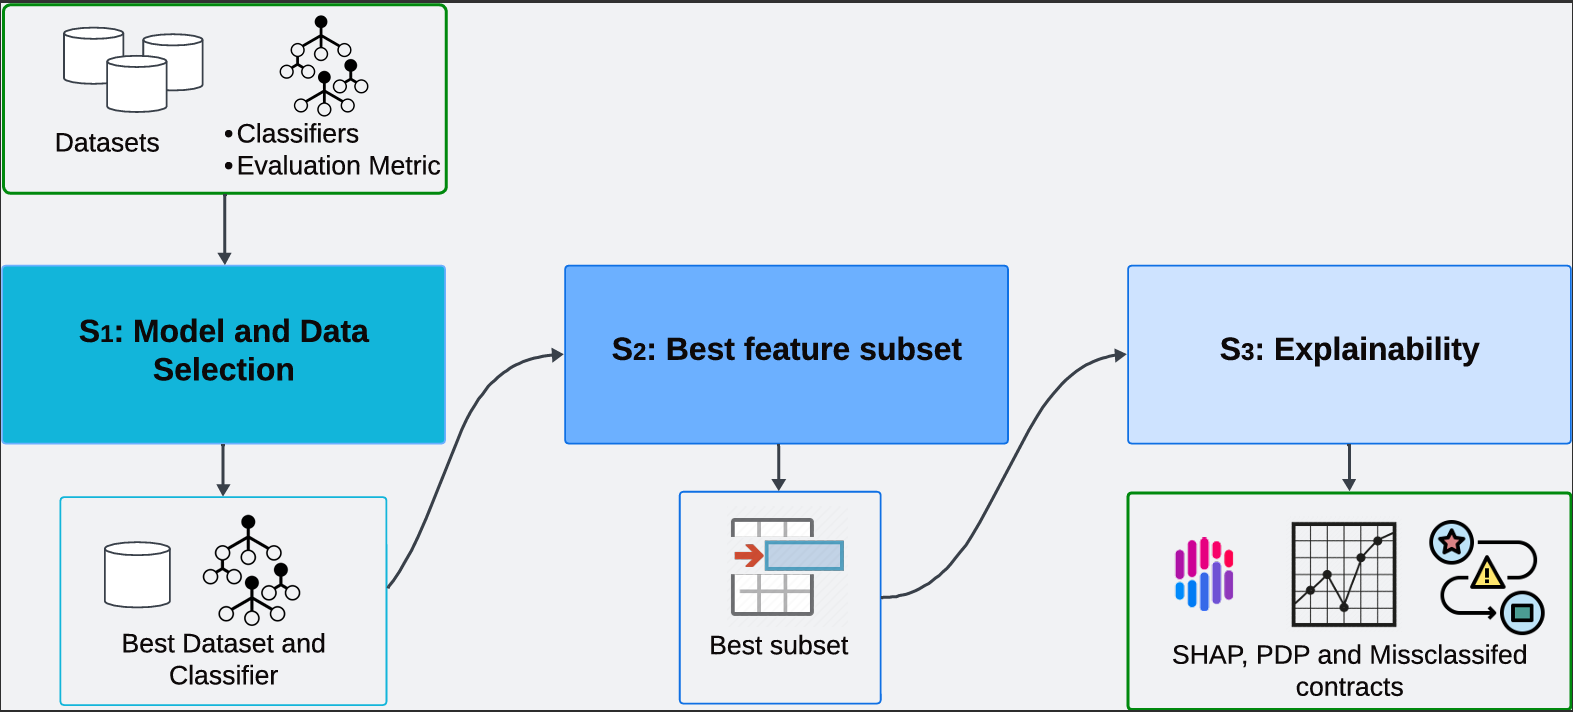 Datasets
•Classifiers
•Evaluation Metric
S1: Model and Data
Selection
S2: Best feature subset
S3: Explainability
Best Dataset and
Classifier
Best subset
SHAP, PDP and Missclassifed
contracts